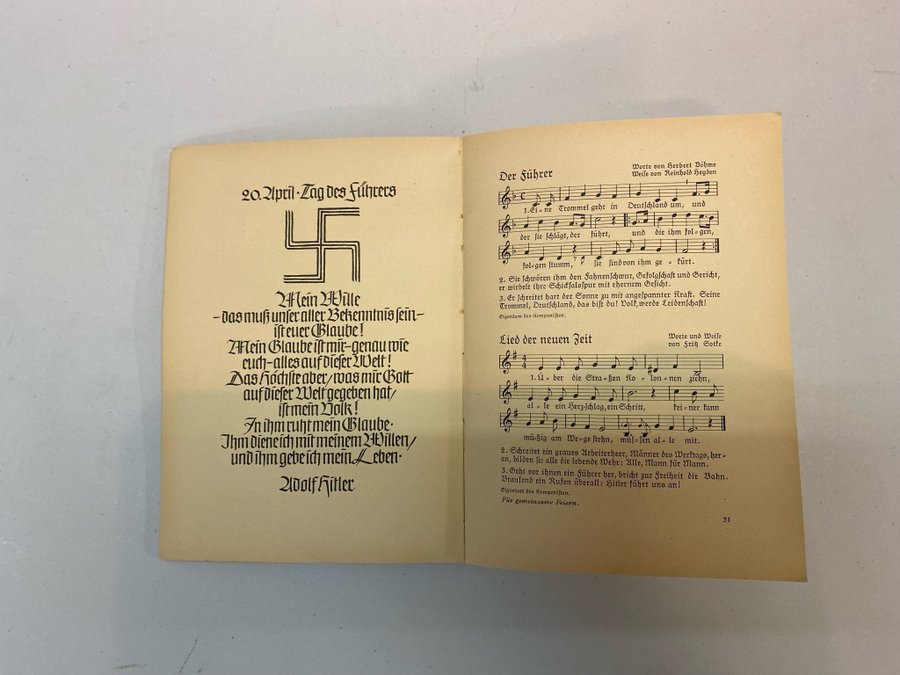 20. April · Tag des Führers
Mein Wille
– das muß unser aller Bekenntnis sein –
ist euer Glaube!
Mein Glaube ist mir – genau wie
euch – alles auf dieser Welt!
Das Höchste aber, was mir Gott
auf dieser Welt gegeben hat,
ist mein Volk!
In ihm ruht mein Glaube.
Ihm diene ich mit meinem Willen,
und ihm gebe ich mein Leben.
Adolf Hitler
Der Führer
Worte von Herbert Böhme
Weise von Reinhold Heyden
1. Ei-ne Trommel geht in Deutschland um, und
der sie schlägt, der führt, und die ihm fol-gen,
fol-gen stumm, sie sind von ihm ge-kürt.
2. Sie schwören ihm den Fahnenschwur, Gefolgschaft und Gericht,
er wirbelt ihr Schicksalsspur mit ehernem Gesicht.
3. Er schreitet hart der Sonne zu mit angespannter Kraft. Seine
Trommel, Deutschland, das bist du! Volk, werde Leidenschaft!
Eigentum des Komponisten.
Lied der neuen Zeit
Worte und Weise
von Fritz Sotke
1. Ü-ber die Stra-ßen Ko-lon-nen ziehn,
al-le ein Herzschlag, ein Schritt, kei-ner kann
müßig am We-ge stehn, müs-sen al-le mit.
2. Schreitet ein graues Arbeiterheer, Männer des Werktags, her-
an, bilden sie alle die lebende Wehr: Alle, Mann für Mann.
3. Geht vor ihnen ein Führer her, bricht zur Freiheit die Bahn.
Brausend ein Rufen überall: Hitler führt uns an!
Eigentum des Komponisten.
Für gemeinsame Feiern.
31